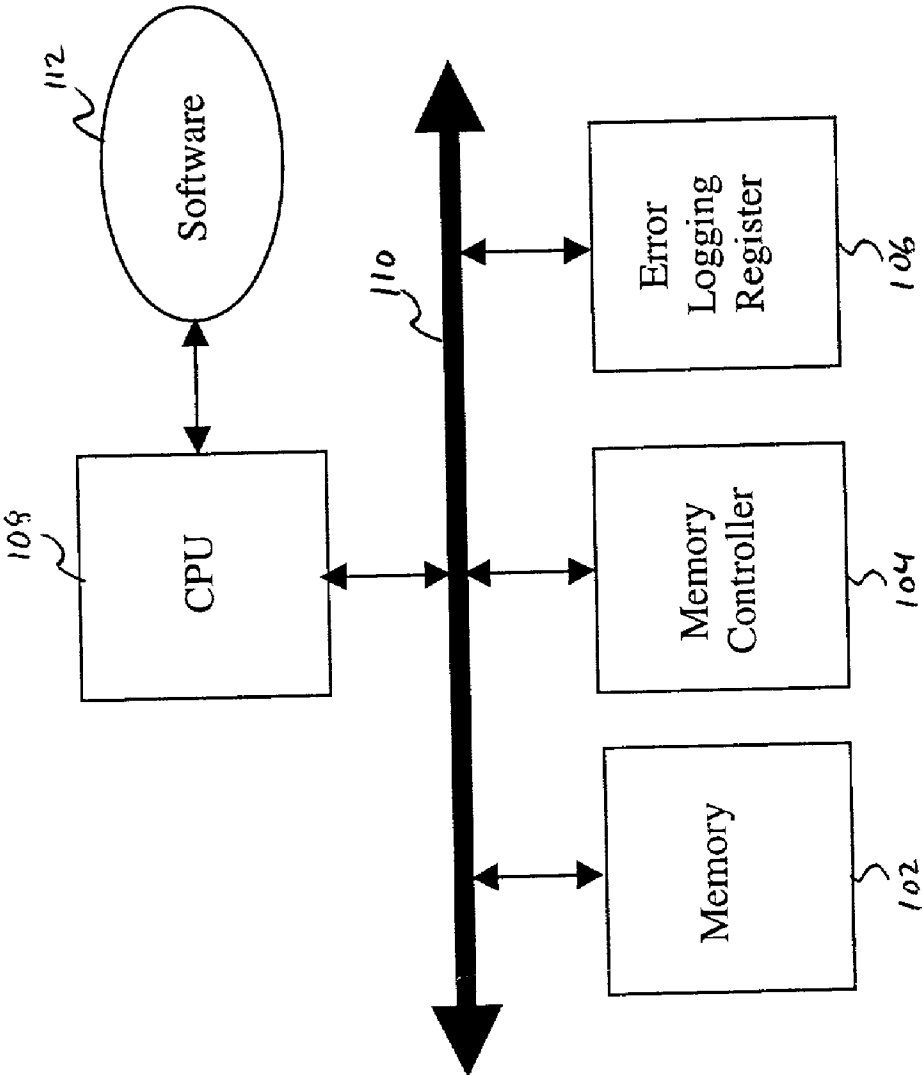 108
112
CPU
Software
110
Memory
Memory
Controller
Error
Logging
Register
102
104
106